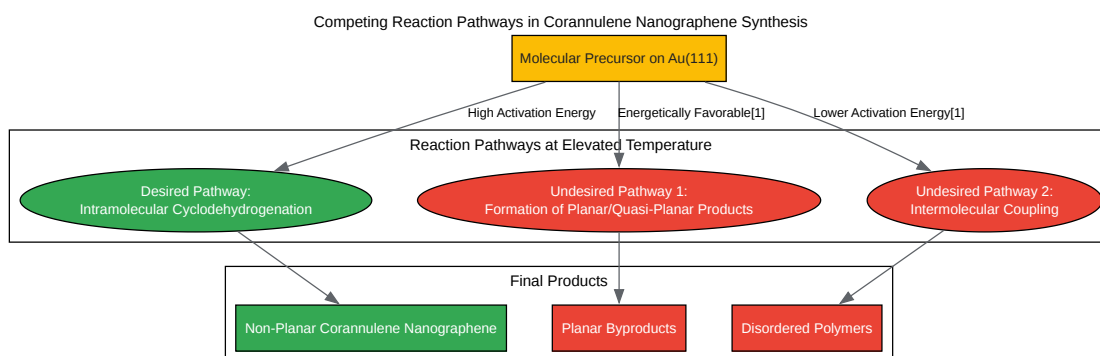 Competing Reaction Pathways in Corannulene Nanographene Synthesis
Molecular Precursor on Au(111)
High Activation Energy
Energetically Favorable[1]
Lower Activation Energy[1]
Reaction Pathways at Elevated Temperature
Desired Pathway:
Intramolecular Cyclodehydrogenation
Undesired Pathway 1:
Formation of Planar/Quasi-Planar Products
Undesired Pathway 2:
Intermolecular Coupling
Final Products
Non-Planar Corannulene Nanographene
Planar Byproducts
Disordered Polymers